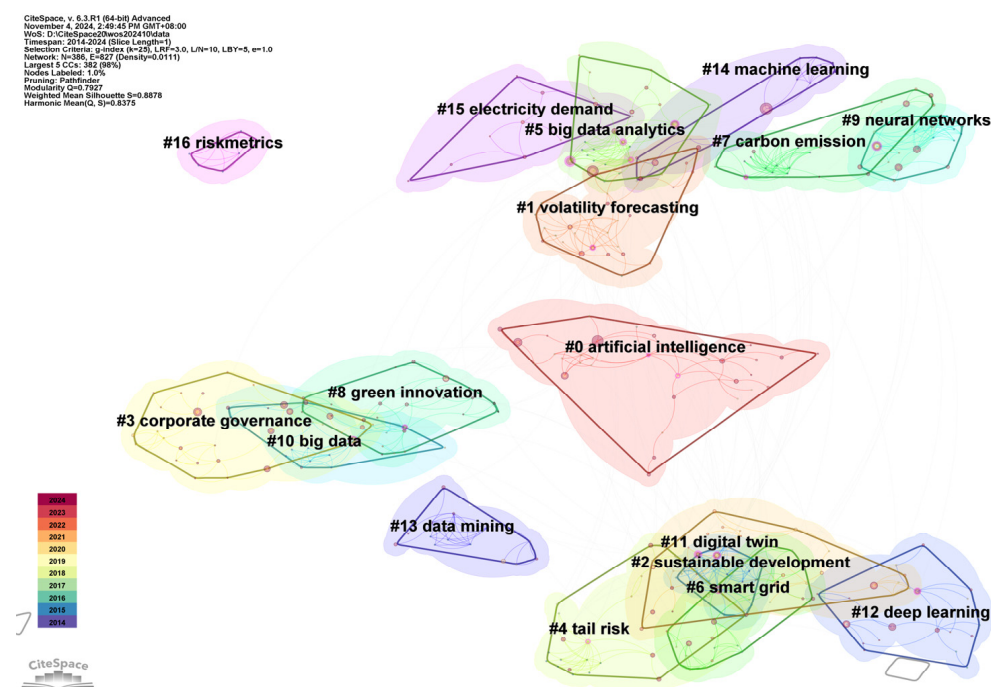 CiteSpace, v. 6.3.R1 (64-bit) Advanced
November 4, 2024, 2:49:45 PM GMT+08:00
WoS: D:\CiteSpace20\wos202410\data
Timespan: 2014-2024 (Slice Length=1)
Selection Criteria: g-index (k=25), LRF=3.0, L/N=10, LBY=5, e=1.0
Network: N=386, E=827 (Density=0.0111)
Largest 5 CCs: 382 (98%)
Nodes Labeled: 1.0%
Pruning: Pathfinder
Modularity Q=0.7927
Weighted Mean Silhouette S=0.8878
Harmonic Mean(Q, S)=0.8375
#14 machine learning
#15 electricity demand
#9 neural networks
#5 big data analytics
#7 carbon emission
#16 riskmetrics
#1 volatility forecasting
#0 artificial intelligence
#8 green innovation
#3 corporate governance
#10 big data
#13 data mining
#11 digital twin
#2 sustainable development
#6 smart grid
#12 deep learning
#4 tail risk
2024
2023
2022
2021
2020
2019
2018
2017
2016
2015
2014
CiteSpace